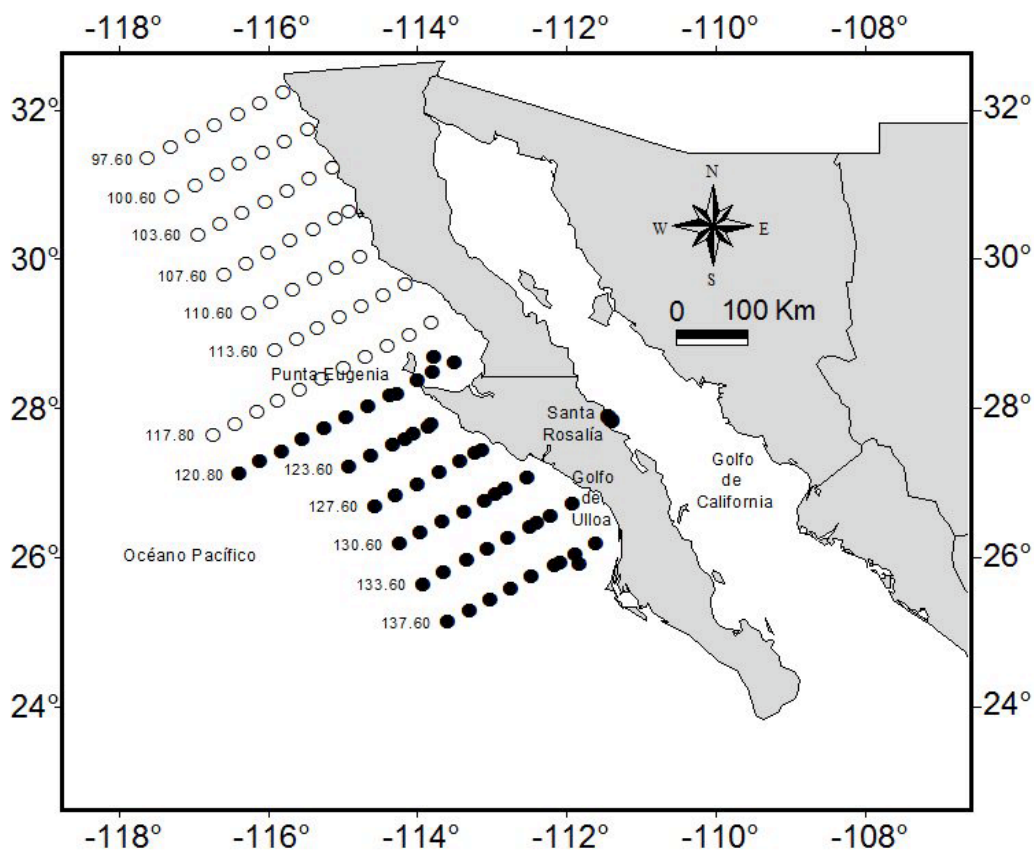 -118° -116° -114° -112° -110° -108°
32° 32°
97.60
100.60
N
103.60
W E
30° 30°
S
107.60
110.60
0 100 Km
113.60
Punta Eugenia
28° 28°
Santa
Rosalía
117.80
120.80
123.60
Golfo
de
California
Golfo
de
Ulloa
127.60
130.60
Océano Pacífico
26° 26°
133.60
137.60
24° 24°
-118° -116° -114° -112° -110° -108°